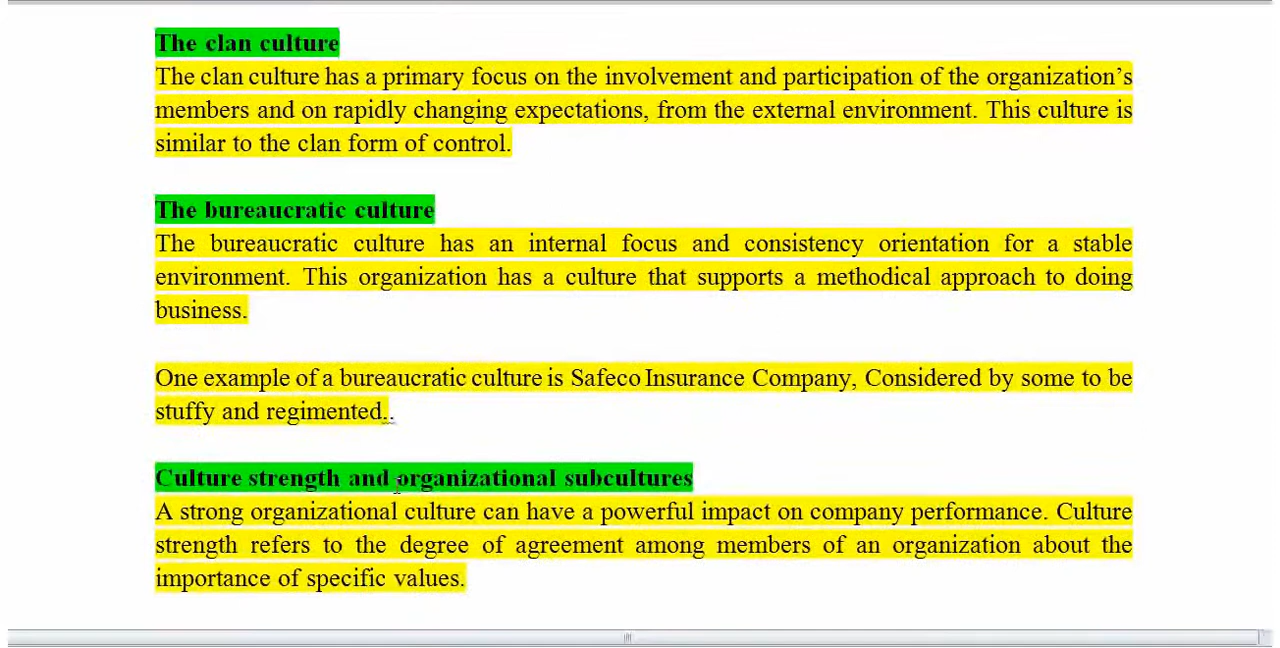 The clan culture
The clan culture has a primary focus on the involvement and participation of the organization's
members and on rapidly changing expectations, from the external environment. This culture is
similar to the clan form of control.
The bureaucratic culture
The bureaucratic culture has an internal focus and consistency orientation for a stable
environment. This organization has a culture that supports a methodical approach to doing
business.
One example of a bureaucratic culture is Safeco Insurance Company, Considered by some to be
stuffy and regimented..
Culture strength and organizational subcultures
A strong organizational culture can have a powerful impact on company performance. Culture
strength refers to the degree of agreement among members of an organization about the
importance of specific values.